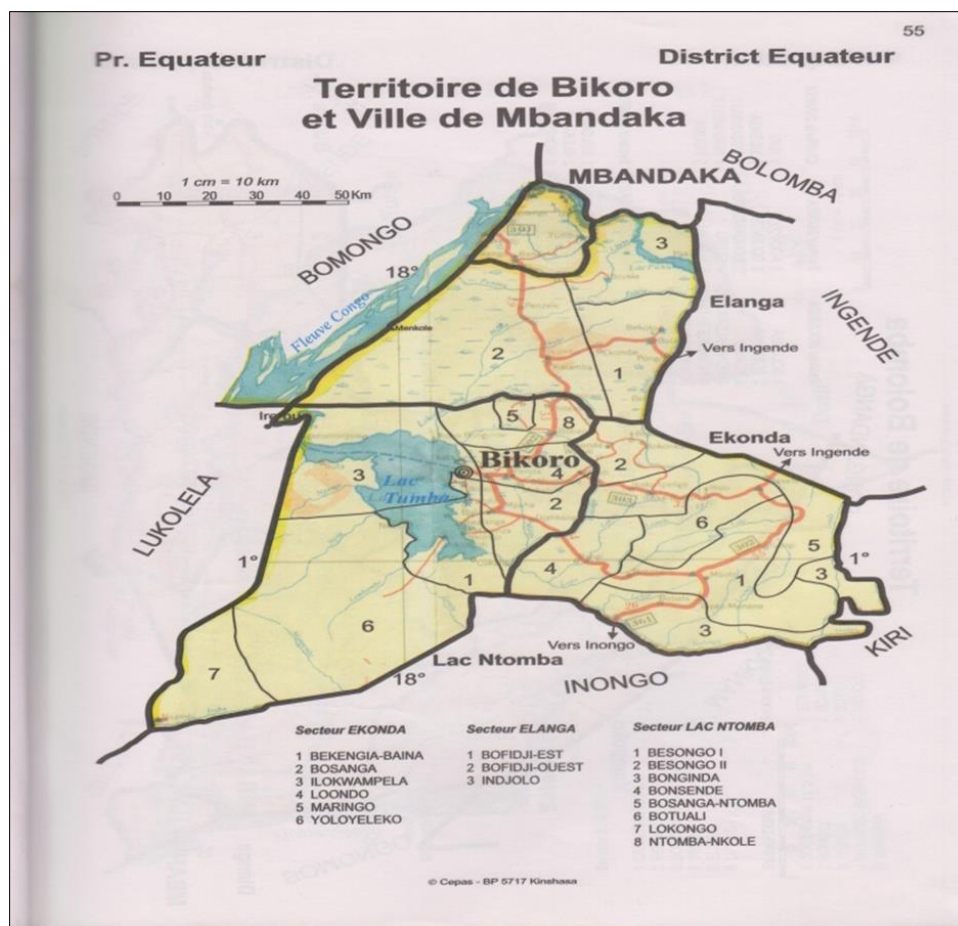 55
Pr. Equateur
District Equateur
Territoire de Bikoro
et Ville de Mbandaka
1 cm = 10 km
0 10 20 30 40 50 Km
MBANDAKA
BOLOMBA
BOMONGO
18°
3
Fleuve Congo
Elanga
INGENDE
Menkole
Vers Ingende
2
1
5
8
Ekonda
Vers Ingende
Bikoro
2
3
Lac
Tumba
4
2
6
LUKOLELA
1°
5
1°
4
1
3
1
6
3
Vers Inongo
KIRI
Lac Ntomba
7
18°
INONGO
Secteur EKONDA
1 BEKENGIA-BAINA
2 BOSANGA
3 ILOKWAMPELA
4 LOONDO
5 MARINGO
6 YOLOYELEKO
Secteur ELANGA
1 BOFIDJI-EST
2 BOFIDJI-OUEST
3 INDJOLO
Secteur LAC NTOMBA
1 BESONGO I
2 BESONGO II
3 BONGINDA
4 BONSENDE
5 BOSANGA-NTOMBA
6 BOTUALI
7 LOKONGO
8 NTOMBA-NKOLE
© Cepas - BP 5717 Kinshasa